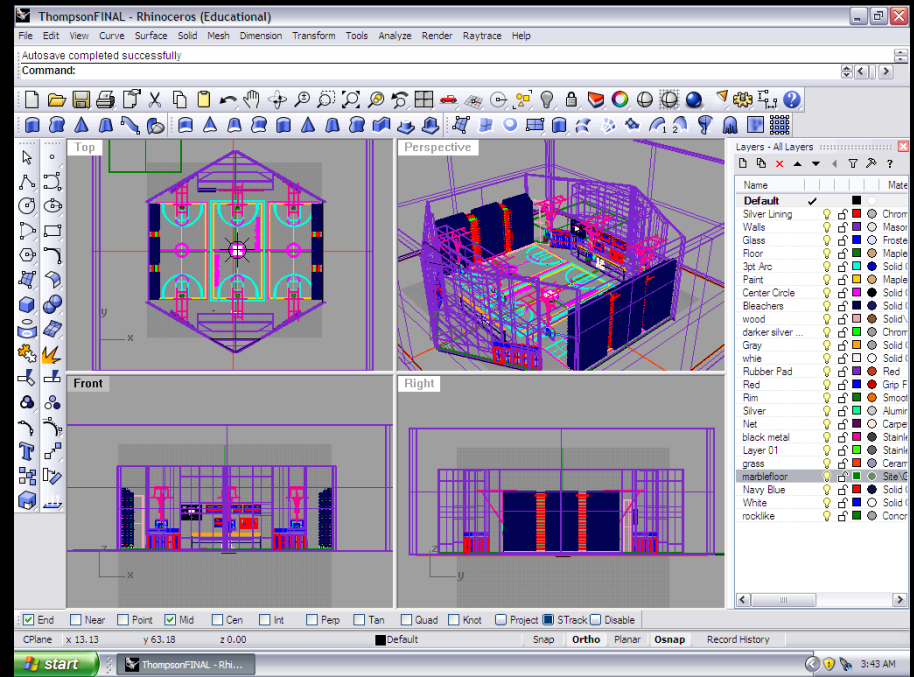 ThompsonFINAL - Rhinoceros (Educational)
File Edit View Curve Surface Solid Mesh Dimension Transform Tools Analyze Render Raytrace Help
Autosave completed successfully
Command:
Top
Perspective
Layers - All Layers
Name Mate
Default
Silver Lining Chrom
Walls Mason
Glass Froste
Floor Maple
3pt Arc Solid
Paint Maple
Center Circle Solid
Bleachers Solid
wood Solid\
darker silver ... Chrom
Gray Solid
whie Solid
Rubber Pad Red
Red Grip F
Rim Smoot
Silver Alumin
Net Carpe
black metal Stainle
Layer 01 Stainle
grass Ceram
marblefloor Site\
Navy Blue Solid
White Solid
rocklike Concr
y
x
Front
Right
z
x
z
y
End Near Point Mid Cen Int Perp Tan Quad Knot Project STrack Disable
CPlane x 13.13 y 63.18 z 0.00 Default Snap Ortho Planar Osnap Record History
start ThompsonFINAL - Rhi... 3:43 AM